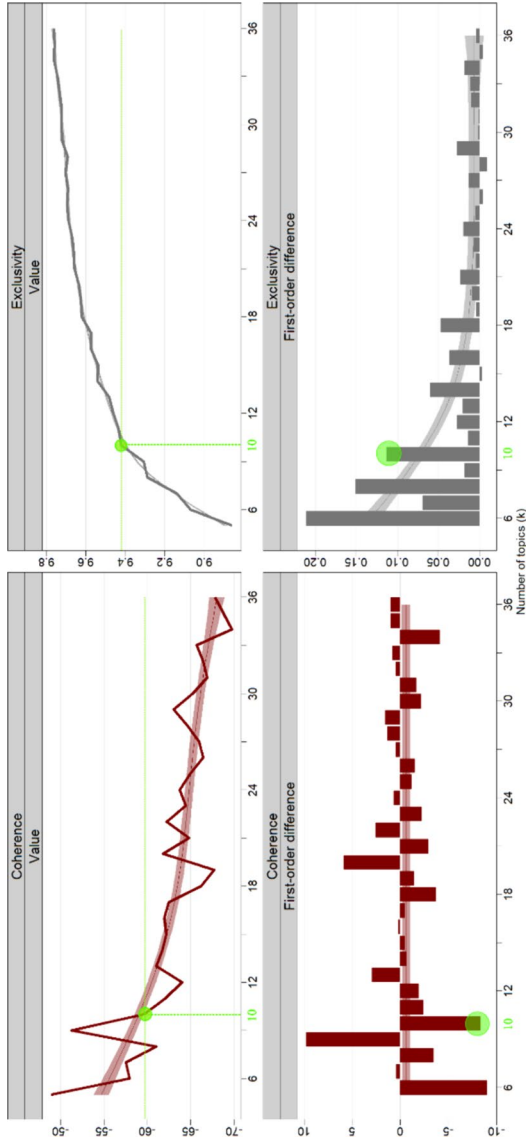 Coherence
Value
Exclusivity
Value
-50
-55
-60
-65
-70
6 10 12 18 24 30 36
9.8
9.6
9.4
9.2
9.0
6 10 12 18 24 30 36
Coherence
First-order difference
Exclusivity
First-order difference
10
5
0
-5
-10
6 10 12 18 24 30 36
0.20
0.15
0.10
0.05
0.00
6 10 12 18 24 30 36
Number of topics (k)